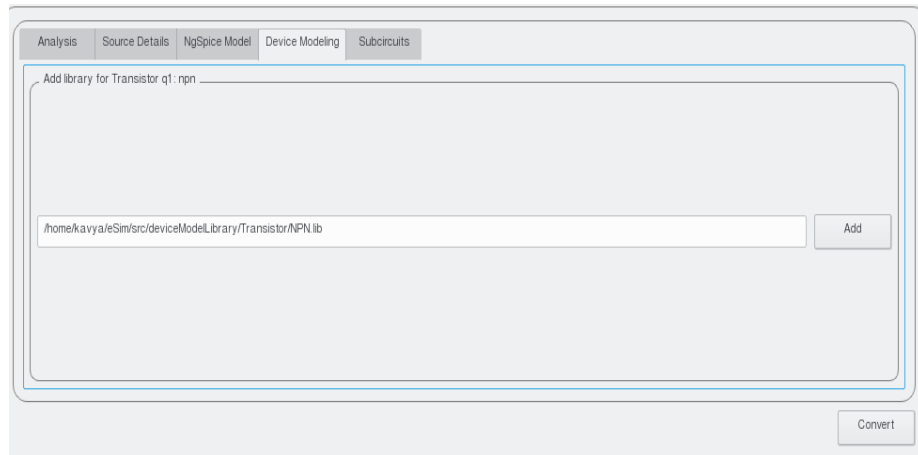 Analysis Source Details NgSpice Model Device Modeling Subcircuits
Add library for Transistor q1: npn
/home/kavya/eSim/src/deviceModelLibrary/Transistor/NPN.lib Add
Convert